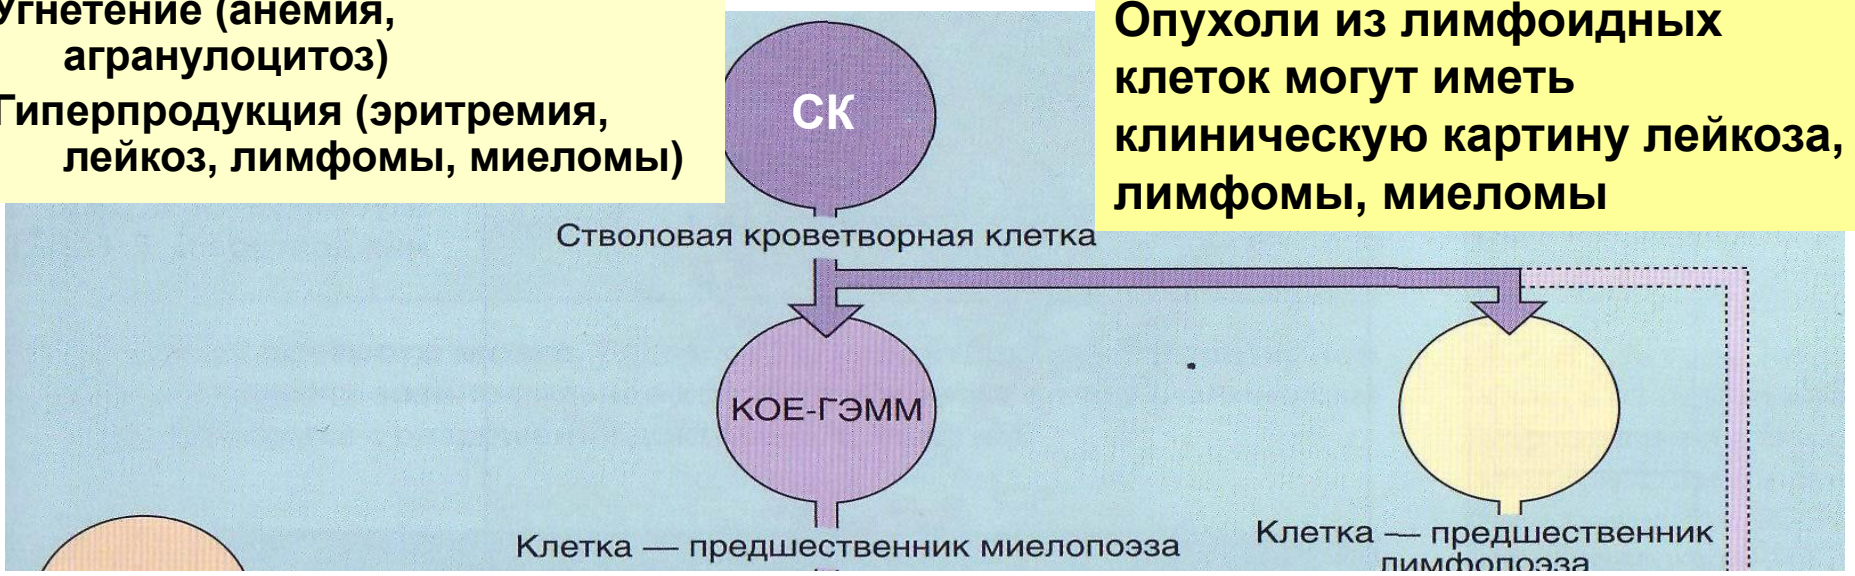 Угнетение (анемия,
агранулоцитоз)
Гиперпродукция (эритремия,
лейкоз, лимфомы, миеломы)
Опухоли из лимфоидных
клеток могут иметь
клиническую картину лейкоза,
лимфомы, миеломы
СК
Стволовая кроветворная клетка
КОЕ-ГЭММ
Клетка — предшественник миелопоэза
Клетка — предшественник
лимфопоэза